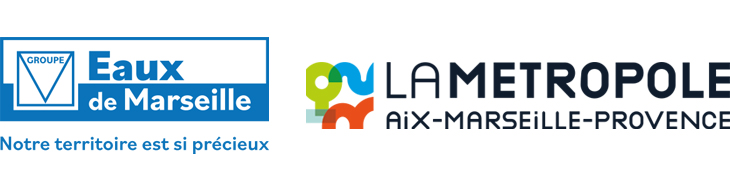 GROUPE
Eaux
de Marseille
Notre territoire est si précieux
LAMETROPOLE
AiX-MARSEiLLE-PROVENCE